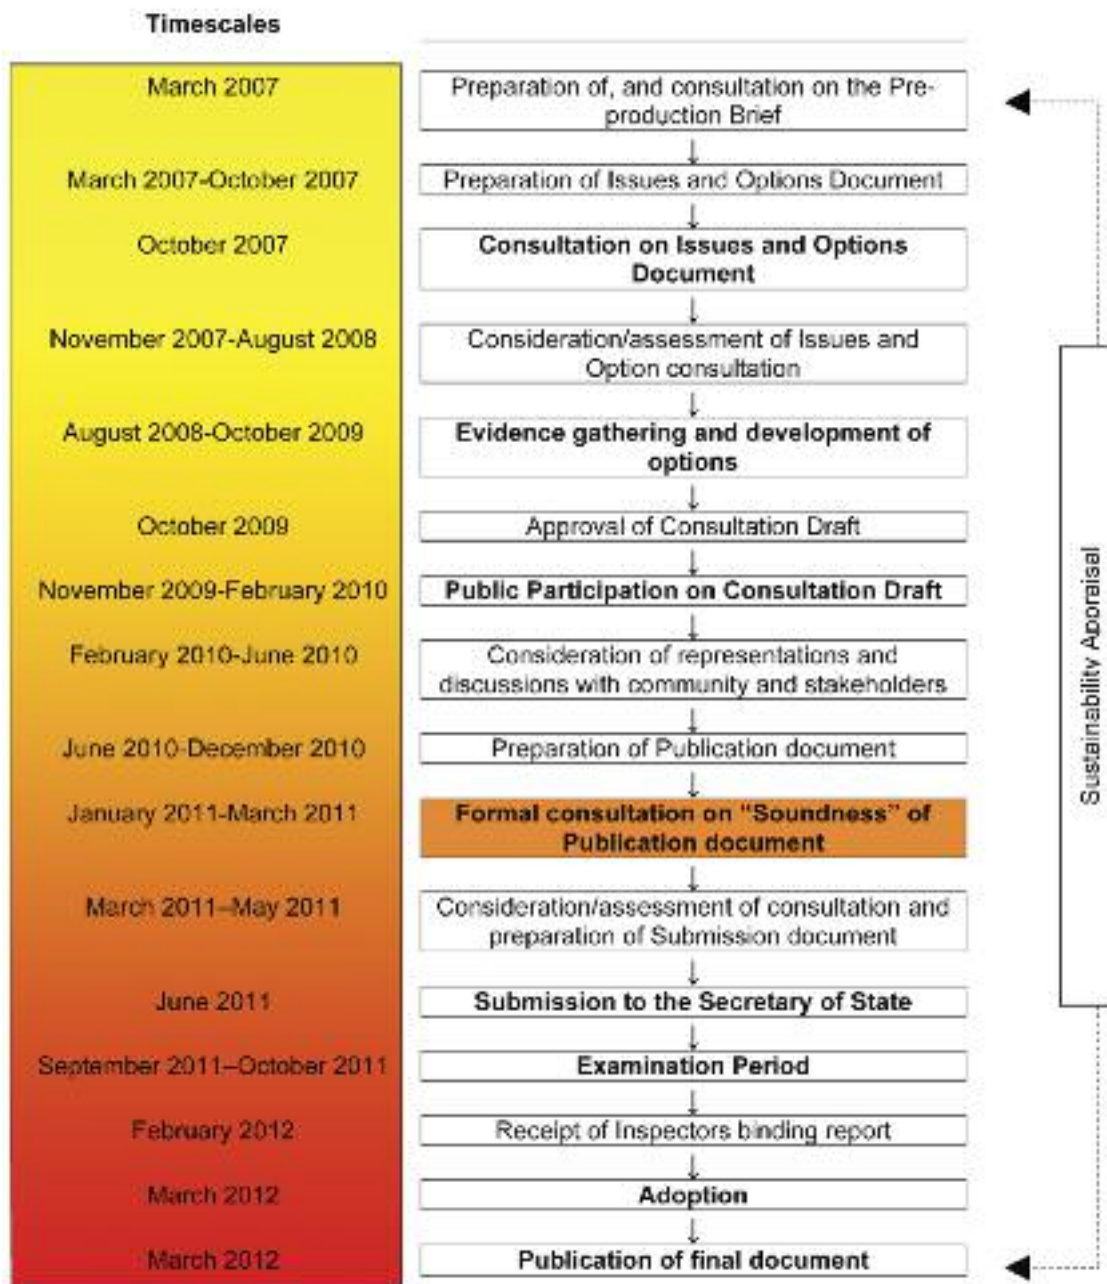 Timescales
March 2007
Preparation of, and consultation on the Pre-
production Brief
March 2007-October 2007
Preparation of Issues and Options Document
October 2007
Consultation on Issues and Options
Document
November 2007-August 2008
Consideration/assessment of Issues and
Option consultation
August 2008-October 2009
Evidence gathering and development of
options
October 2009
Approval of Consultation Draft
November 2009-February 2010
Public Participation on Consultation Draft
February 2010-June 2010
Consideration of representations and
discussions with community and stakeholders
June 2010-December 2010
Preparation of Publication document
January 2011-March 2011
Formal consultation on “Soundness” of
Publication document
March 2011–May 2011
Consideration/assessment of consultation and
preparation of Submission document
June 2011
Submission to the Secretary of State
September 2011–October 2011
Examination Period
February 2012
Receipt of Inspectors binding report
March 2012
Adoption
March 2012
Publication of final document
Sustainability Appraisal